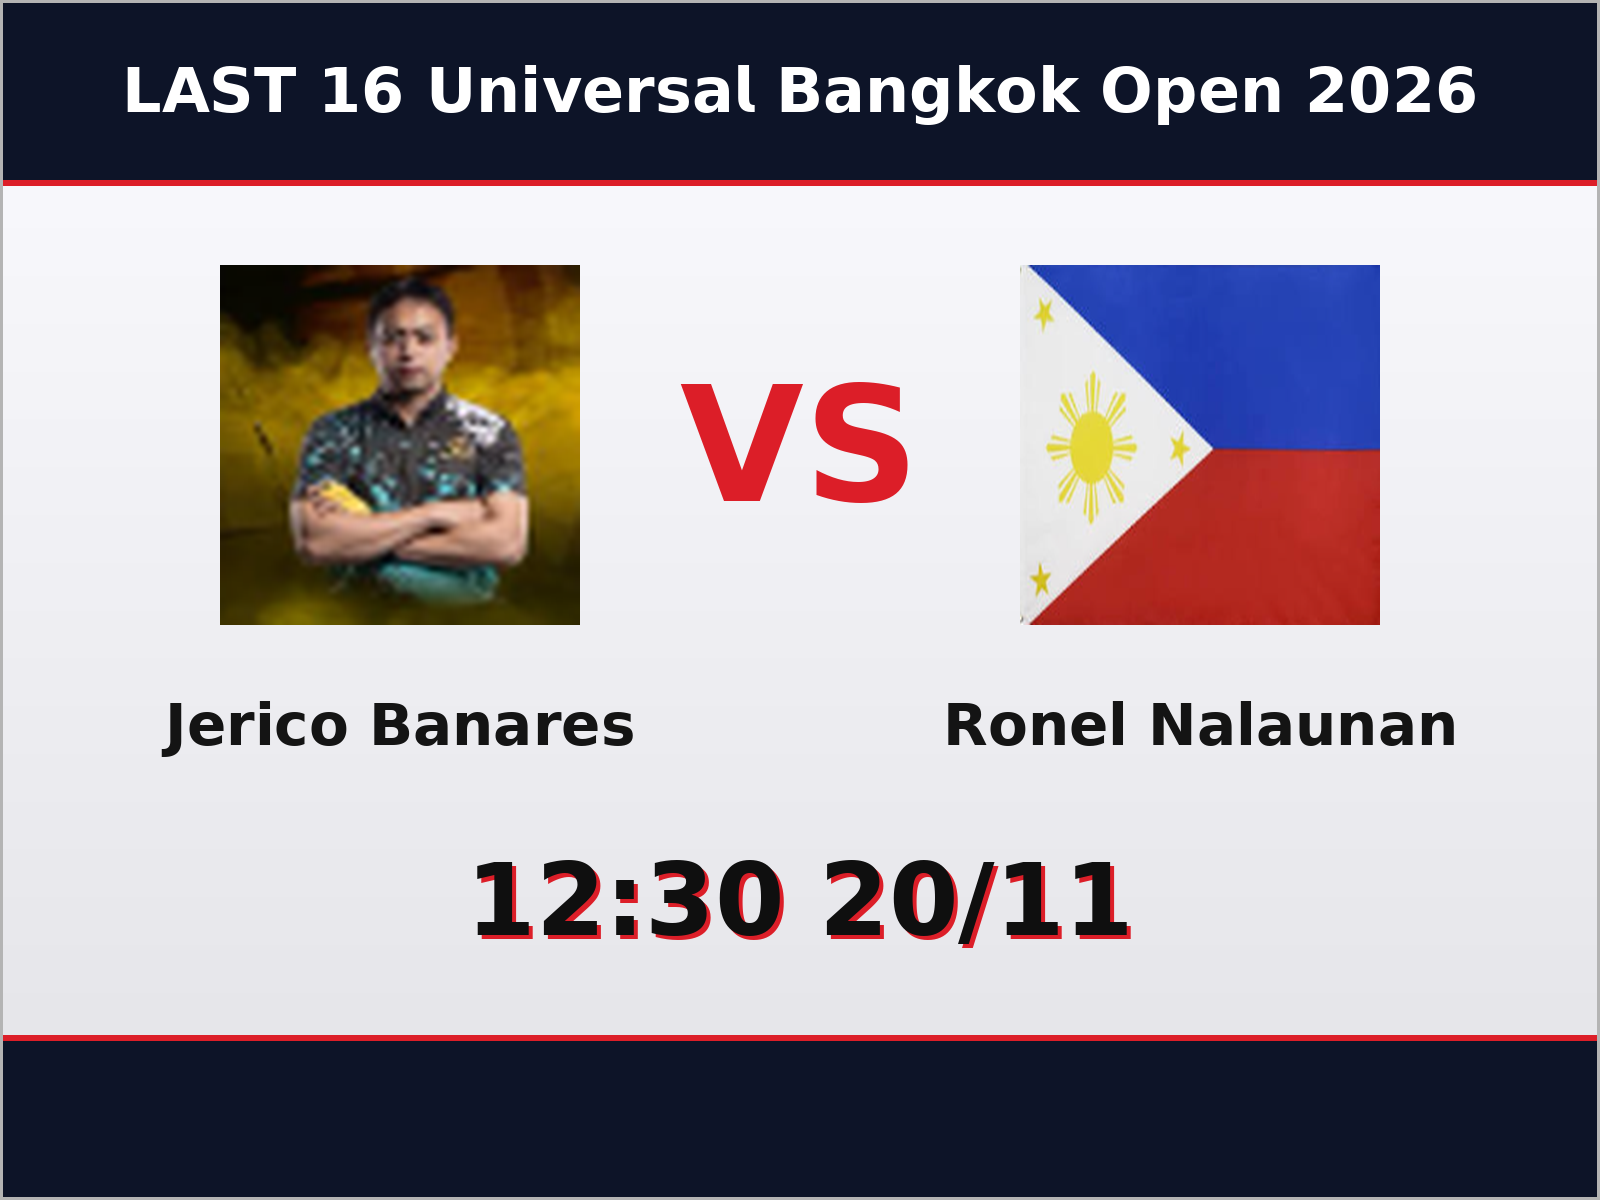 LAST 16 Universal Bangkok Open 2026
VS
Jerico Banares
Ronel Nalaunan
12:30 20/11